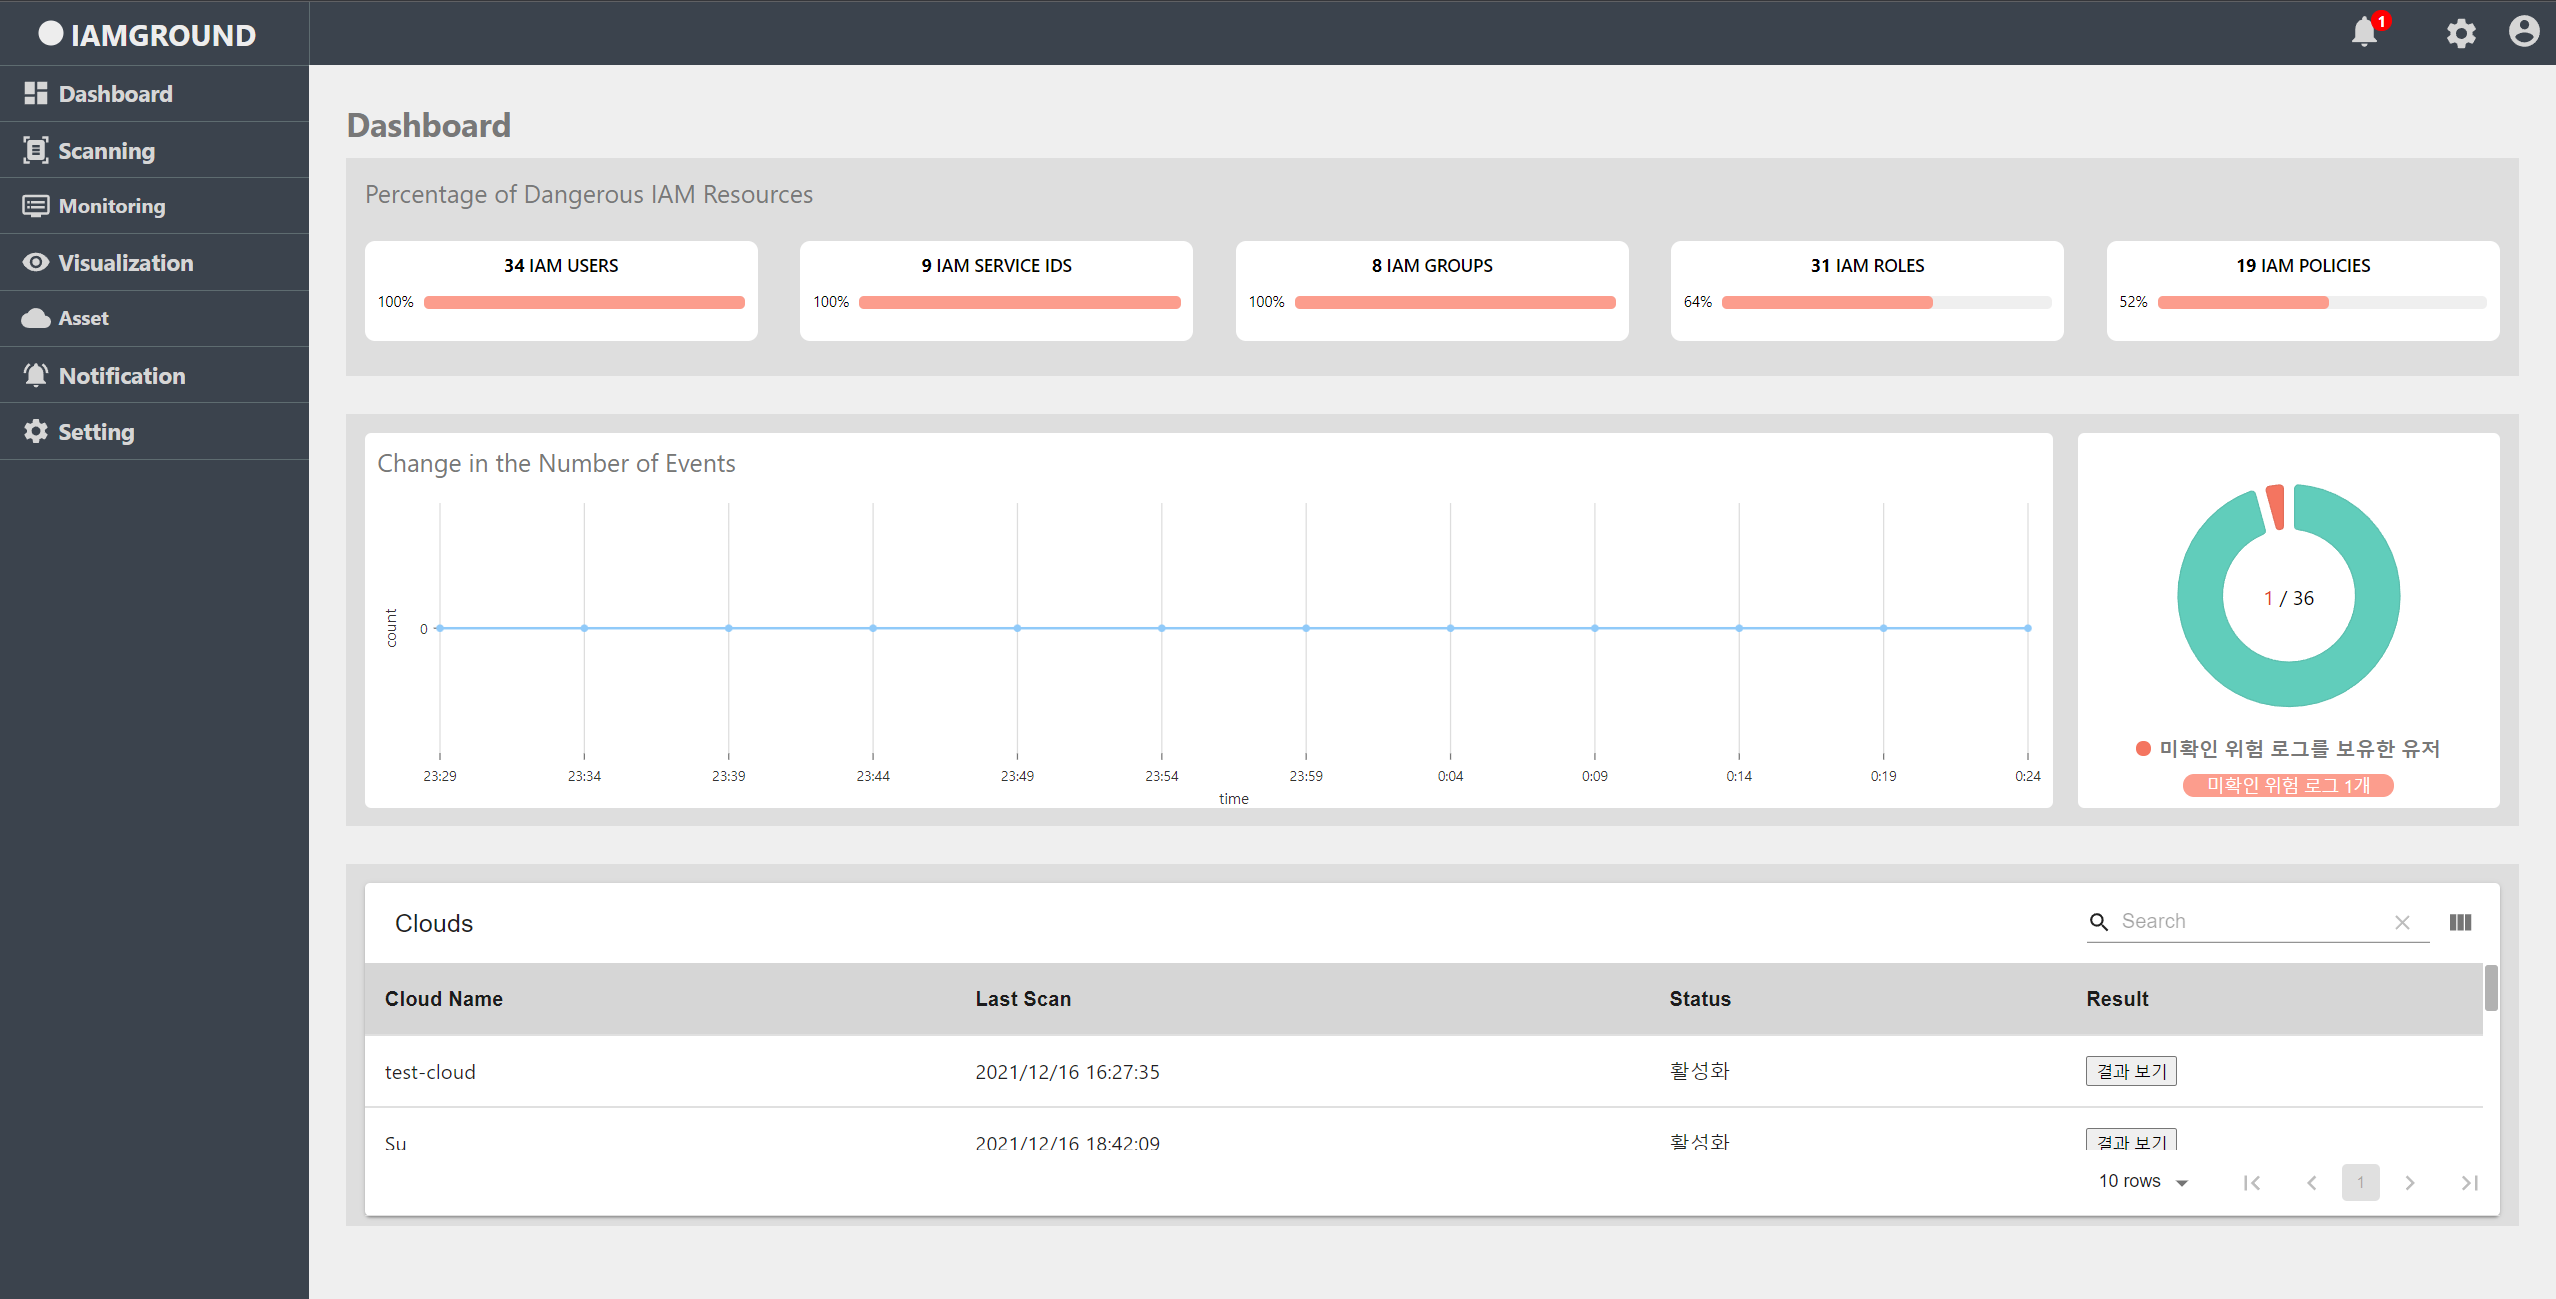 IAMGROUND
1
Dashboard
Scanning
Monitoring
Visualization
Asset
Notification
Setting
Dashboard
Percentage of Dangerous IAM Resources
34 IAM USERS
100%
9 IAM SERVICE IDS
100%
8 IAM GROUPS
100%
31 IAM ROLES
64%
19 IAM POLICIES
52%
Change in the Number of Events
count
0
23:29 23:34 23:39 23:44 23:49 23:54 23:59 0:04 0:09 0:14 0:19 0:24
time
1 / 36
미확인 위험 로그를 보유한 유저
미확인 위험 로그 1개
Clouds
Search
Cloud Name Last Scan Status Result
test-cloud 2021/12/16 16:27:35 활성화 결과 보기
Su 2021/12/16 18:42:09 활성화 결과 보기
10 rows
1